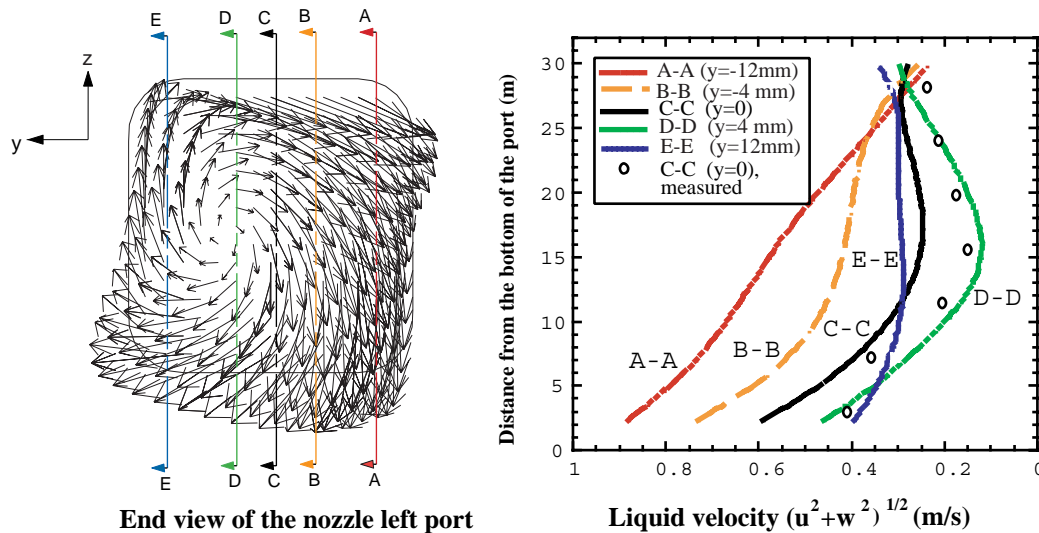 E
D
C
B
A
z
y
E
D
C
B
A
End view of the nozzle left port
Distance from the bottom of the port (m)
30
25
20
15
10
5
0
A-A (y=-12mm)
B-B (y=-4 mm)
C-C (y=0)
D-D (y=4 mm)
E-E (y=12mm)
C-C (y=0),
measured
E-E
D-D
C-C
B-B
A-A
1 0.8 0.6 0.4 0.2 0
Liquid velocity (u²+w²)¹/² (m/s)